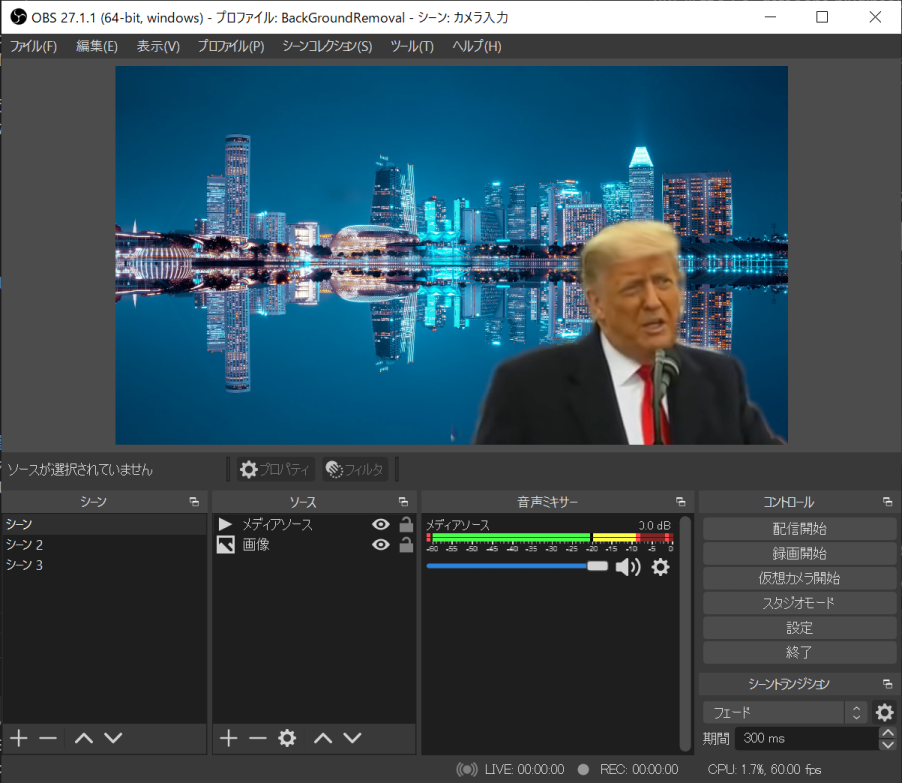 OBS 27.1.1 (64-bit, windows) - プロファイル: BackGroundRemoval - シーン: カメラ入力
ファイル(F) 編集(E) 表示(V) プロファイル(P) シーンコレクション(S) ツール(T) ヘルプ(H)
ソースが選択されていません
プロパティ フィルタ
シーン
シーン
シーン 2
シーン 3
ソース
メディアソース
画像
音声ミキサー
メディアソース 0.0 dB
-60 -55 -50 -45 -40 -35 -30 -25 -20 -15 -10 -5 0
コントロール
配信開始
録画開始
仮想カメラ開始
スタジオモード
設定
終了
シーントランジション
フェード
期間 300 ms
LIVE: 00:00:00 REC: 00:00:00 CPU: 1.7%, 60.00 fps